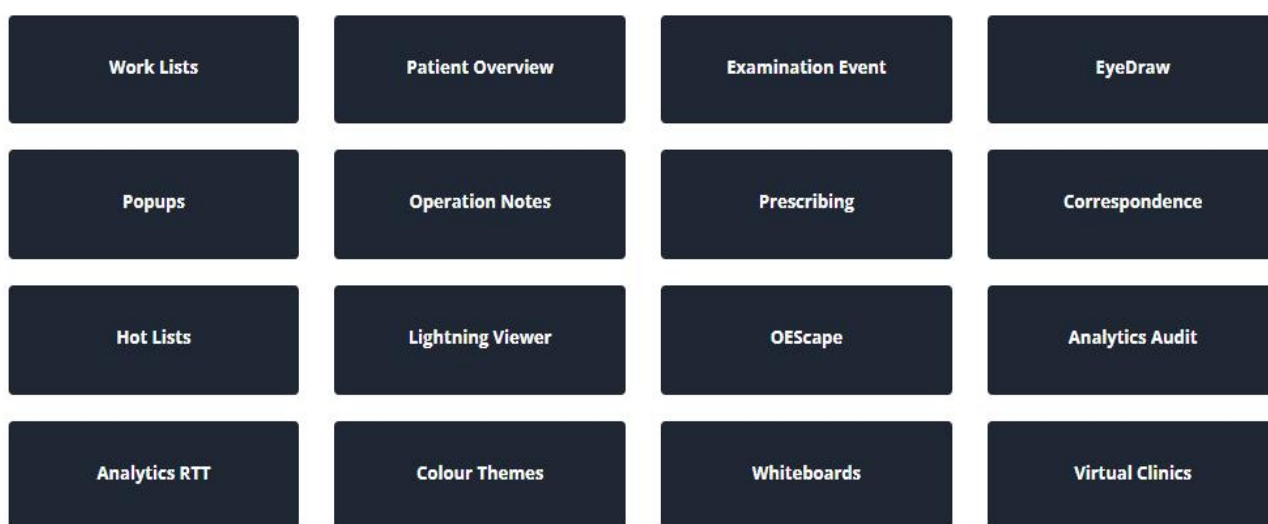 Work Lists
Patient Overview
Examination Event
EyeDraw
Popups
Operation Notes
Prescribing
Correspondence
Hot Lists
Lightning Viewer
OEScape
Analytics Audit
Analytics RTT
Colour Themes
Whiteboards
Virtual Clinics